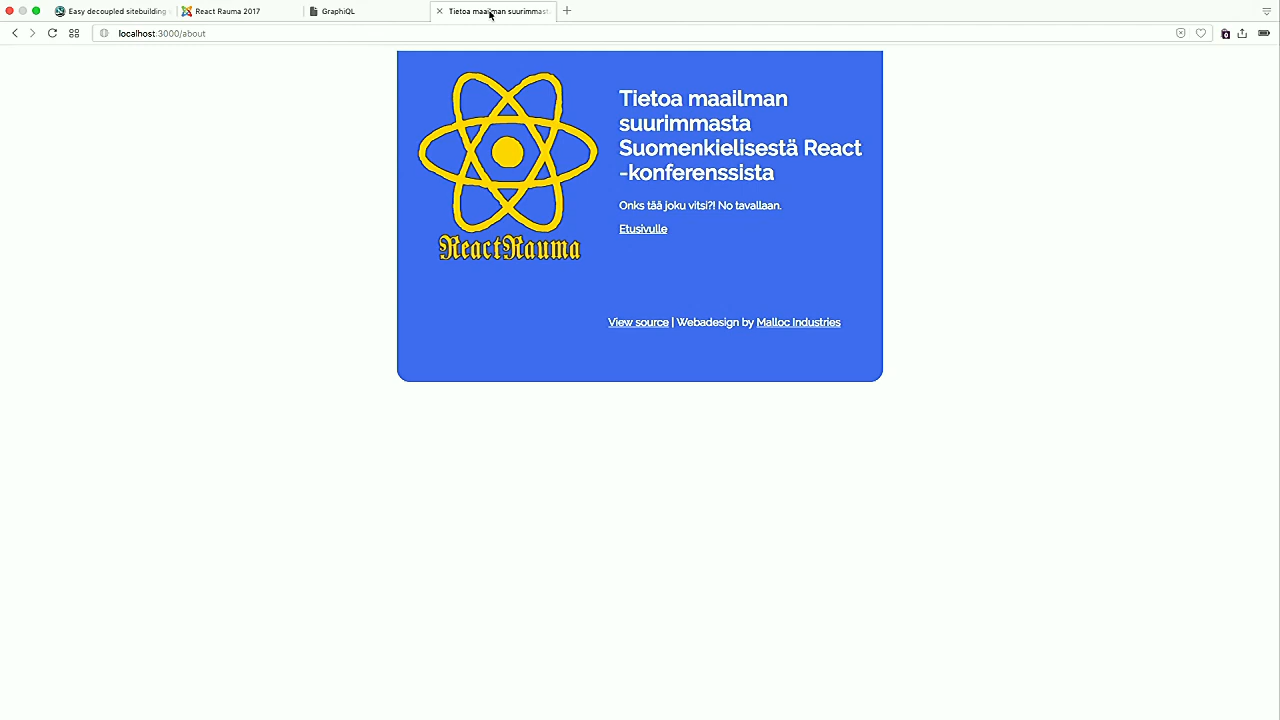 Easy decoupled sitebuilding
React Rauma 2017
GraphiQL
Tietoa maailman suurimmast
localhost:3000/about
Tietoa maailman
suurimmasta
Suomenkielisestä React
-konferenssista
Onks tää joku vitsi?! No tavallaan.
Etusivulle
ReactRauma
View source | Webadesign by Malloc Industries